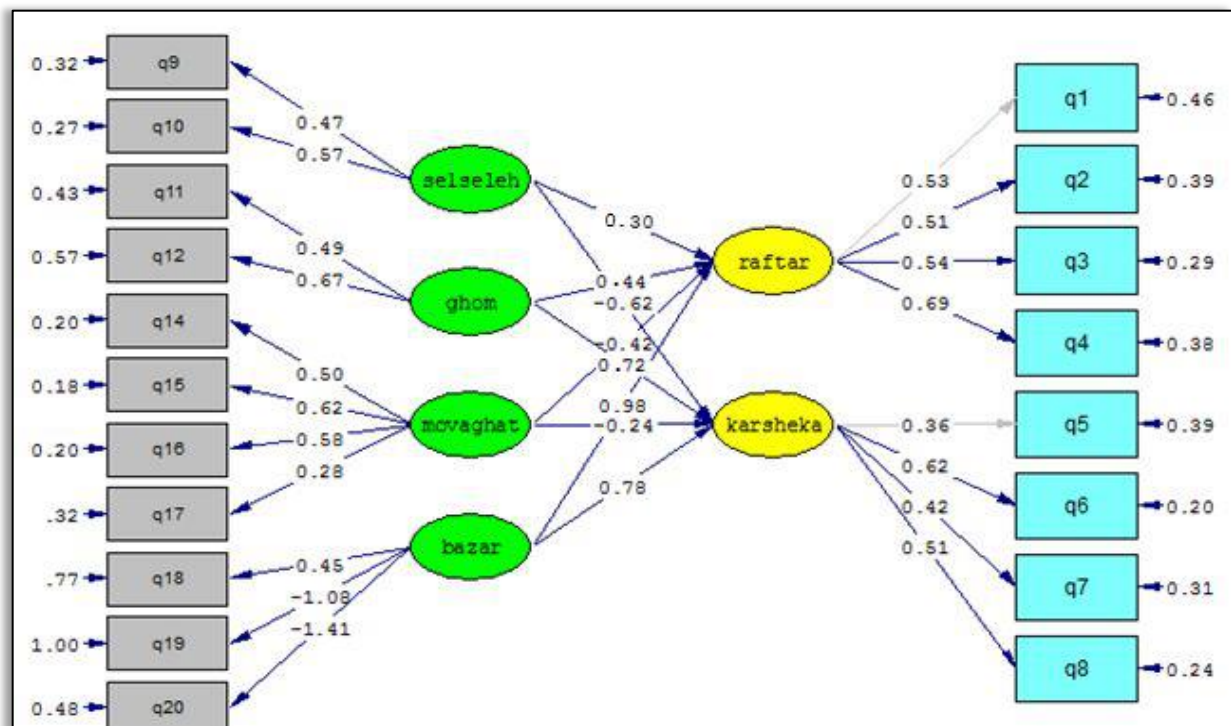 0.32 q9
0.27 q10
0.43 q11
0.57 q12
0.20 q14
0.18 q15
0.20 q16
.32 q17
.77 q18
1.00 q19
0.48 q20
0.47
0.57
0.49
0.67
0.50
0.62
0.58
0.28
0.45
-1.08
-1.41
selseleh
ghom
movaghat
bazar
0.30
0.44
-0.62
-0.42
0.72
0.98
-0.24
0.78
raftar
karsheka
0.53
0.51
0.54
0.69
0.36
0.62
0.42
0.51
q1 0.46
q2 0.39
q3 0.29
q4 0.38
q5 0.39
q6 0.20
q7 0.31
q8 0.24